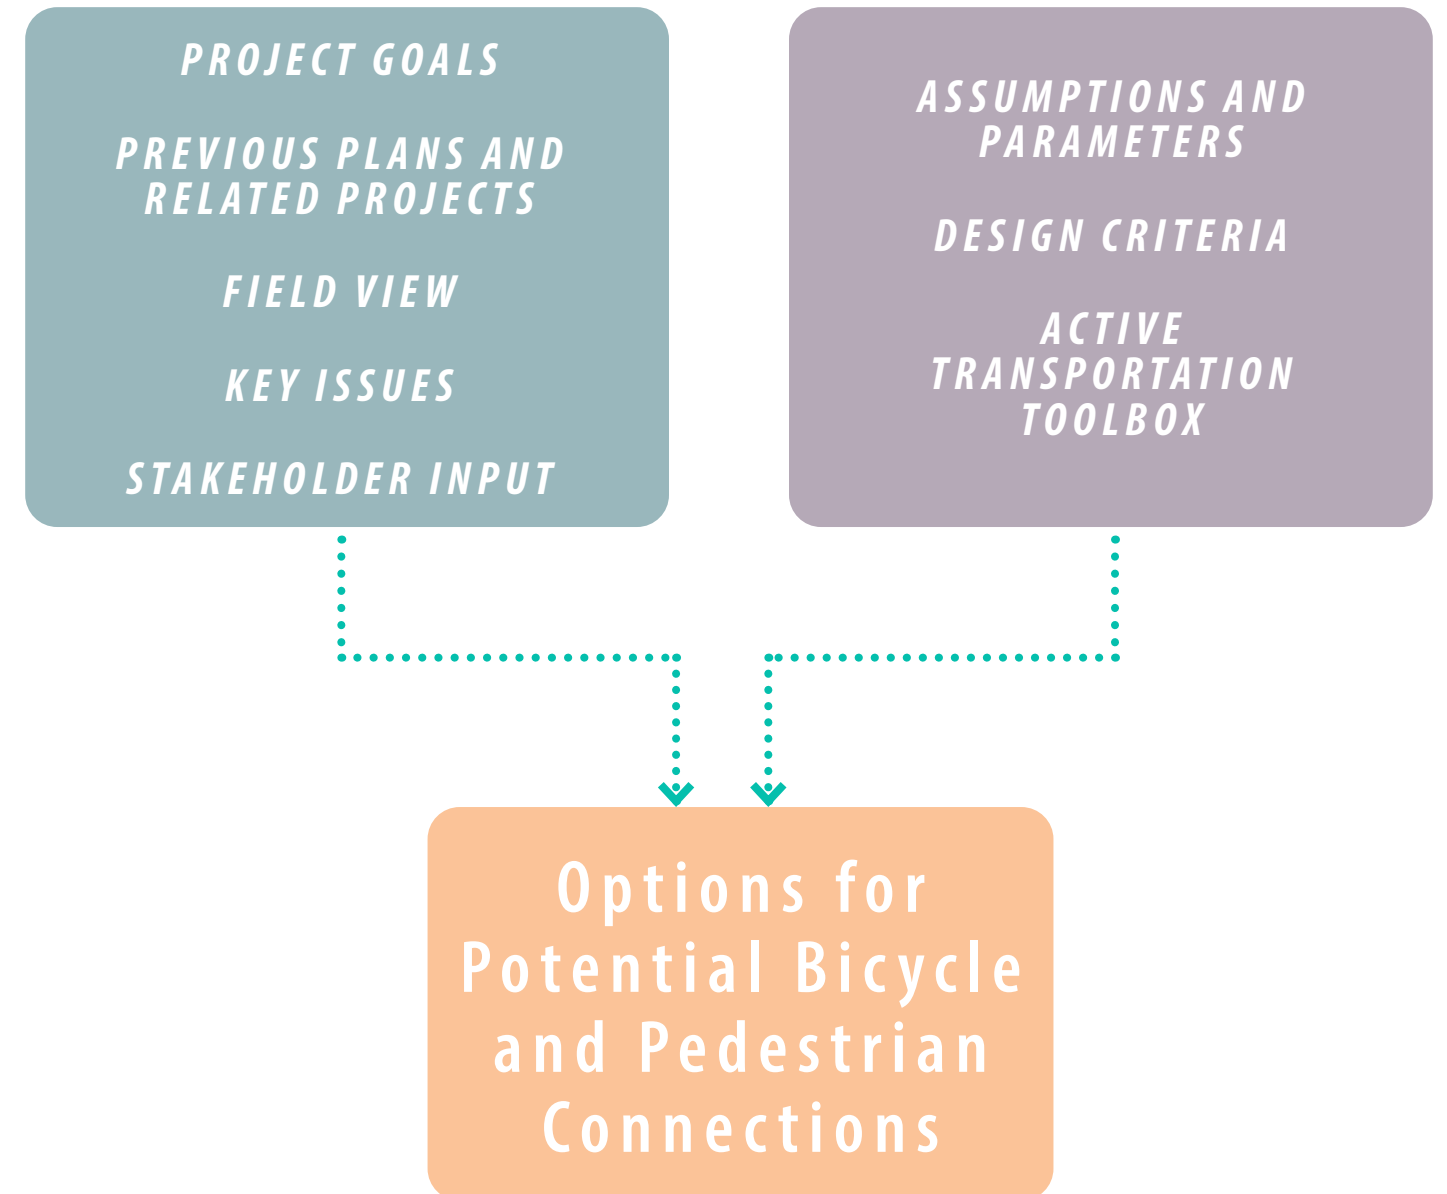 PROJECT GOALS
PREVIOUS PLANS AND
RELATED PROJECTS
FIELD VIEW
KEY ISSUES
STAKEHOLDER INPUT
ASSUMPTIONS AND
PARAMETERS
DESIGN CRITERIA
ACTIVE
TRANSPORTATION
TOOLBOX
Options for
Potential Bicycle
and Pedestrian
Connections